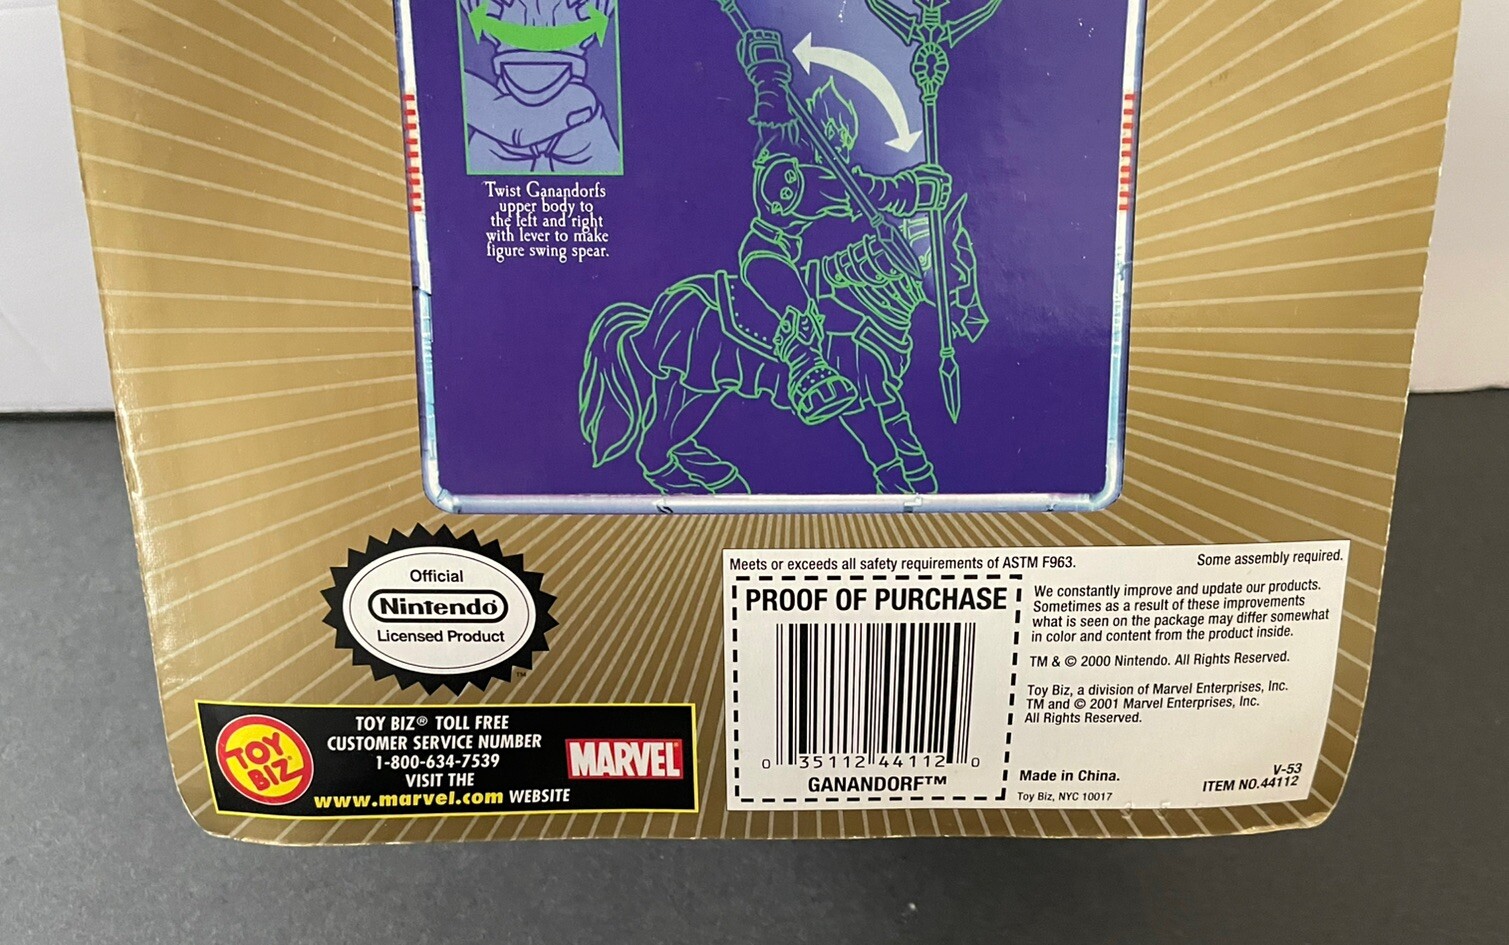 Twist Ganandorfs
upper body to
the left and right
with lever to make
figure swing spear.
Official
Nintendo®
Licensed Product
TM
TOY BIZ®
TOY BIZ® TOLL FREE
CUSTOMER SERVICE NUMBER
1-800-634-7539
VISIT THE
www.marvel.com WEBSITE
MARVEL®
Meets or exceeds all safety requirements of ASTM F963.
Some assembly required.
PROOF OF PURCHASE
0 35112 44112 0
GANANDORF™
We constantly improve and update our products.
Sometimes as a result of these improvements
what is seen on the package may differ somewhat
in color and content from the product inside.
TM & © 2000 Nintendo. All Rights Reserved.
Toy Biz, a division of Marvel Enterprises, Inc.
TM and © 2001 Marvel Enterprises, Inc.
All Rights Reserved.
Made in China.
Toy Biz, NYC 10017
V-53
ITEM NO.44112